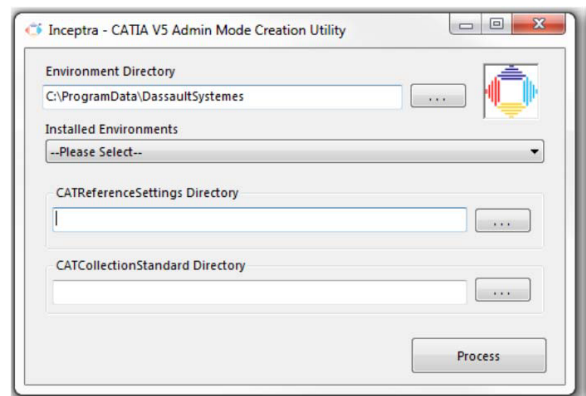 Inceptra - CATIA V5 Admin Mode Creation Utility
Environment Directory
C:\ProgramData\DassaultSystemes
...
Installed Environments
--Please Select--
CATReferenceSettings Directory
...
CATCollectionStandard Directory
...
Process